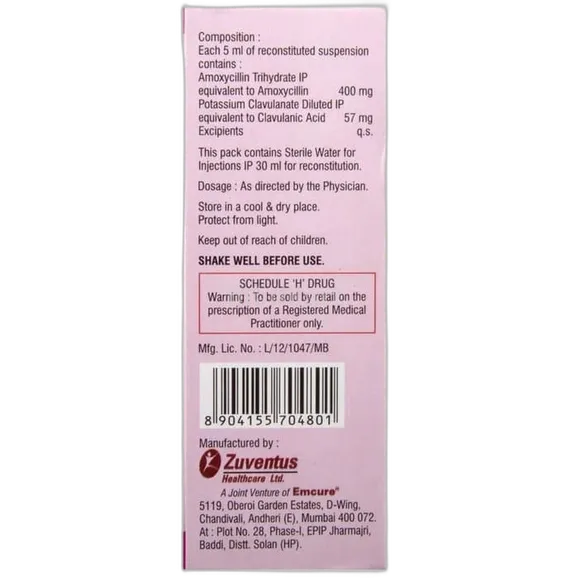 Composition :
Each 5 ml of reconstituted suspension
contains :
Amoxycillin Trihydrate IP
equivalent to Amoxycillin 400 mg
Potassium Clavulanate Diluted IP
equivalent to Clavulanic Acid 57 mg
Excipients q.s.
This pack contains Sterile Water for
Injections IP 30 ml for reconstitution.
Dosage : As directed by the Physician.
Store in a cool & dry place.
Protect from light.
Keep out of reach of children.
SHAKE WELL BEFORE USE.
SCHEDULE 'H' DRUG
Warning : To be sold by retail on the
prescription of a Registered Medical
Practitioner only.
Mfg. Lic. No. : L/12/1047/MB
8 904155 704801
Manufactured by :
Zuventus
Healthcare Ltd.
A Joint Venture of Emcure®
5119, Oberoi Garden Estates, D-Wing,
Chandivali, Andheri (E), Mumbai 400 072.
At : Plot No. 28, Phase-I, EPIP Jharmajri,
Baddi, Distt. Solan (HP).